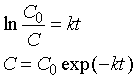 ln C₀/C = kt
C = C₀ exp(−kt)